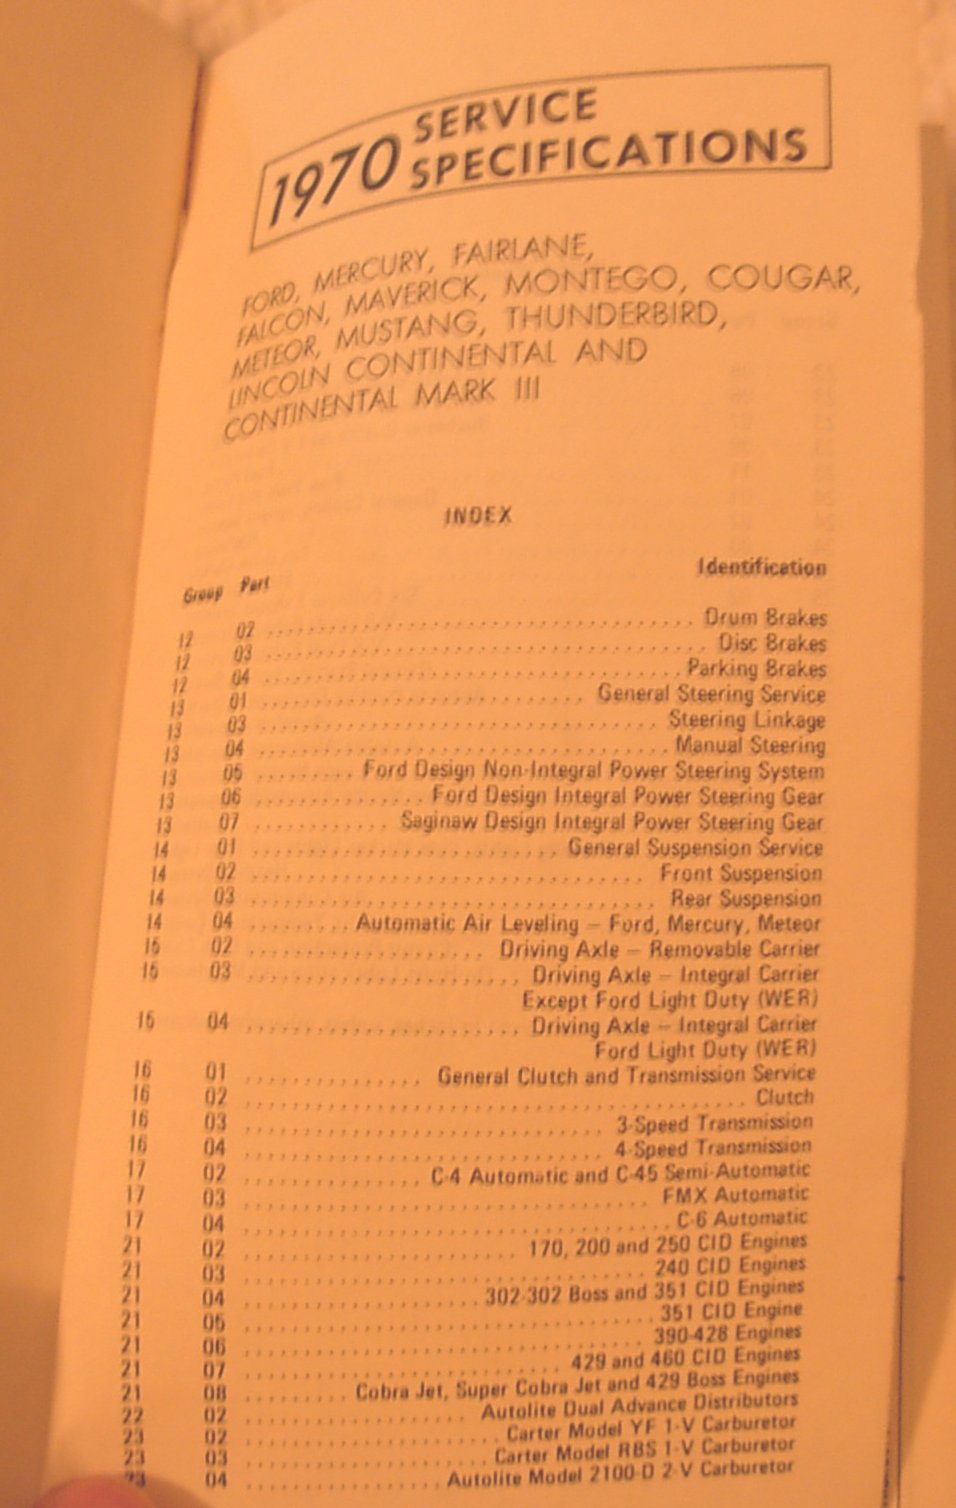 1970 SERVICE
SPECIFICATIONS
FORD, MERCURY, FAIRLANE,
FALCON, MAVERICK, MONTEGO, COUGAR,
METEOR, MUSTANG, THUNDERBIRD,
LINCOLN CONTINENTAL AND
CONTINENTAL MARK III
INDEX
Group Part Identification
12 02 Drum Brakes
12 03 Disc Brakes
12 04 Parking Brakes
13 01 General Steering Service
13 03 Steering Linkage
13 04 Manual Steering
13 05 Ford Design Non-Integral Power Steering System
13 06 Ford Design Integral Power Steering Gear
13 07 Saginaw Design Integral Power Steering Gear
14 01 General Suspension Service
14 02 Front Suspension
14 03 Rear Suspension
14 04 Automatic Air Leveling – Ford, Mercury, Meteor
15 02 Driving Axle – Removable Carrier
15 03 Driving Axle – Integral Carrier
Except Ford Light Duty (WER)
15 04 Driving Axle – Integral Carrier
Ford Light Duty (WER)
16 01 General Clutch and Transmission Service
16 02 Clutch
16 03 3-Speed Transmission
16 04 4-Speed Transmission
17 02 C-4 Automatic and C-4S Semi-Automatic
17 03 FMX Automatic
17 04 C-6 Automatic
21 02 170, 200 and 250 CID Engines
21 03 240 CID Engines
21 04 302-302 Boss and 351 CID Engines
21 05 351 CID Engine
21 06 390-428 Engines
21 07 429 and 460 CID Engines
21 08 Cobra Jet, Super Cobra Jet and 429 Boss Engines
22 02 Autolite Dual Advance Distributors
23 02 Carter Model YF 1-V Carburetor
23 03 Carter Model RBS 1-V Carburetor
23 04 Autolite Model 2100-D 2-V Carburetor